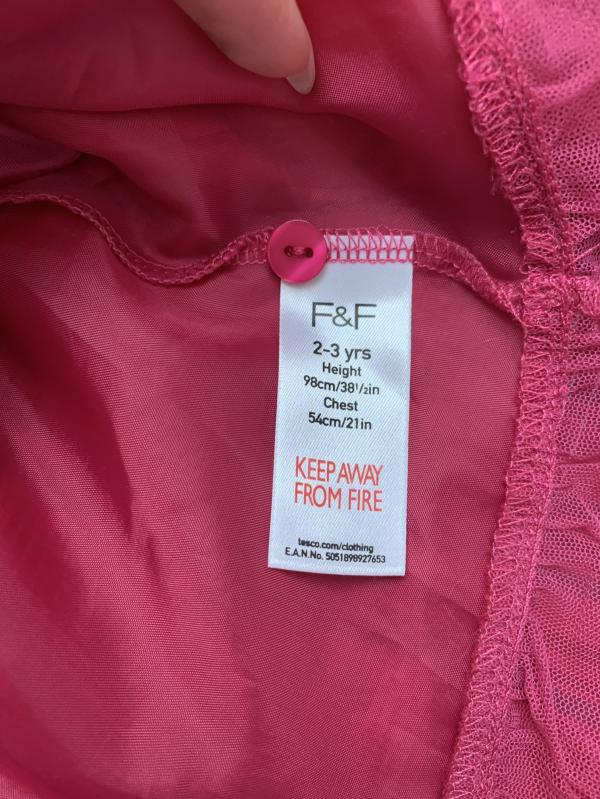 F&F
2-3 yrs
Height
98cm/38½in
Chest
54cm/21in
KEEP AWAY
FROM FIRE
tesco.com/clothing
E.A.N.No. 5051898927653